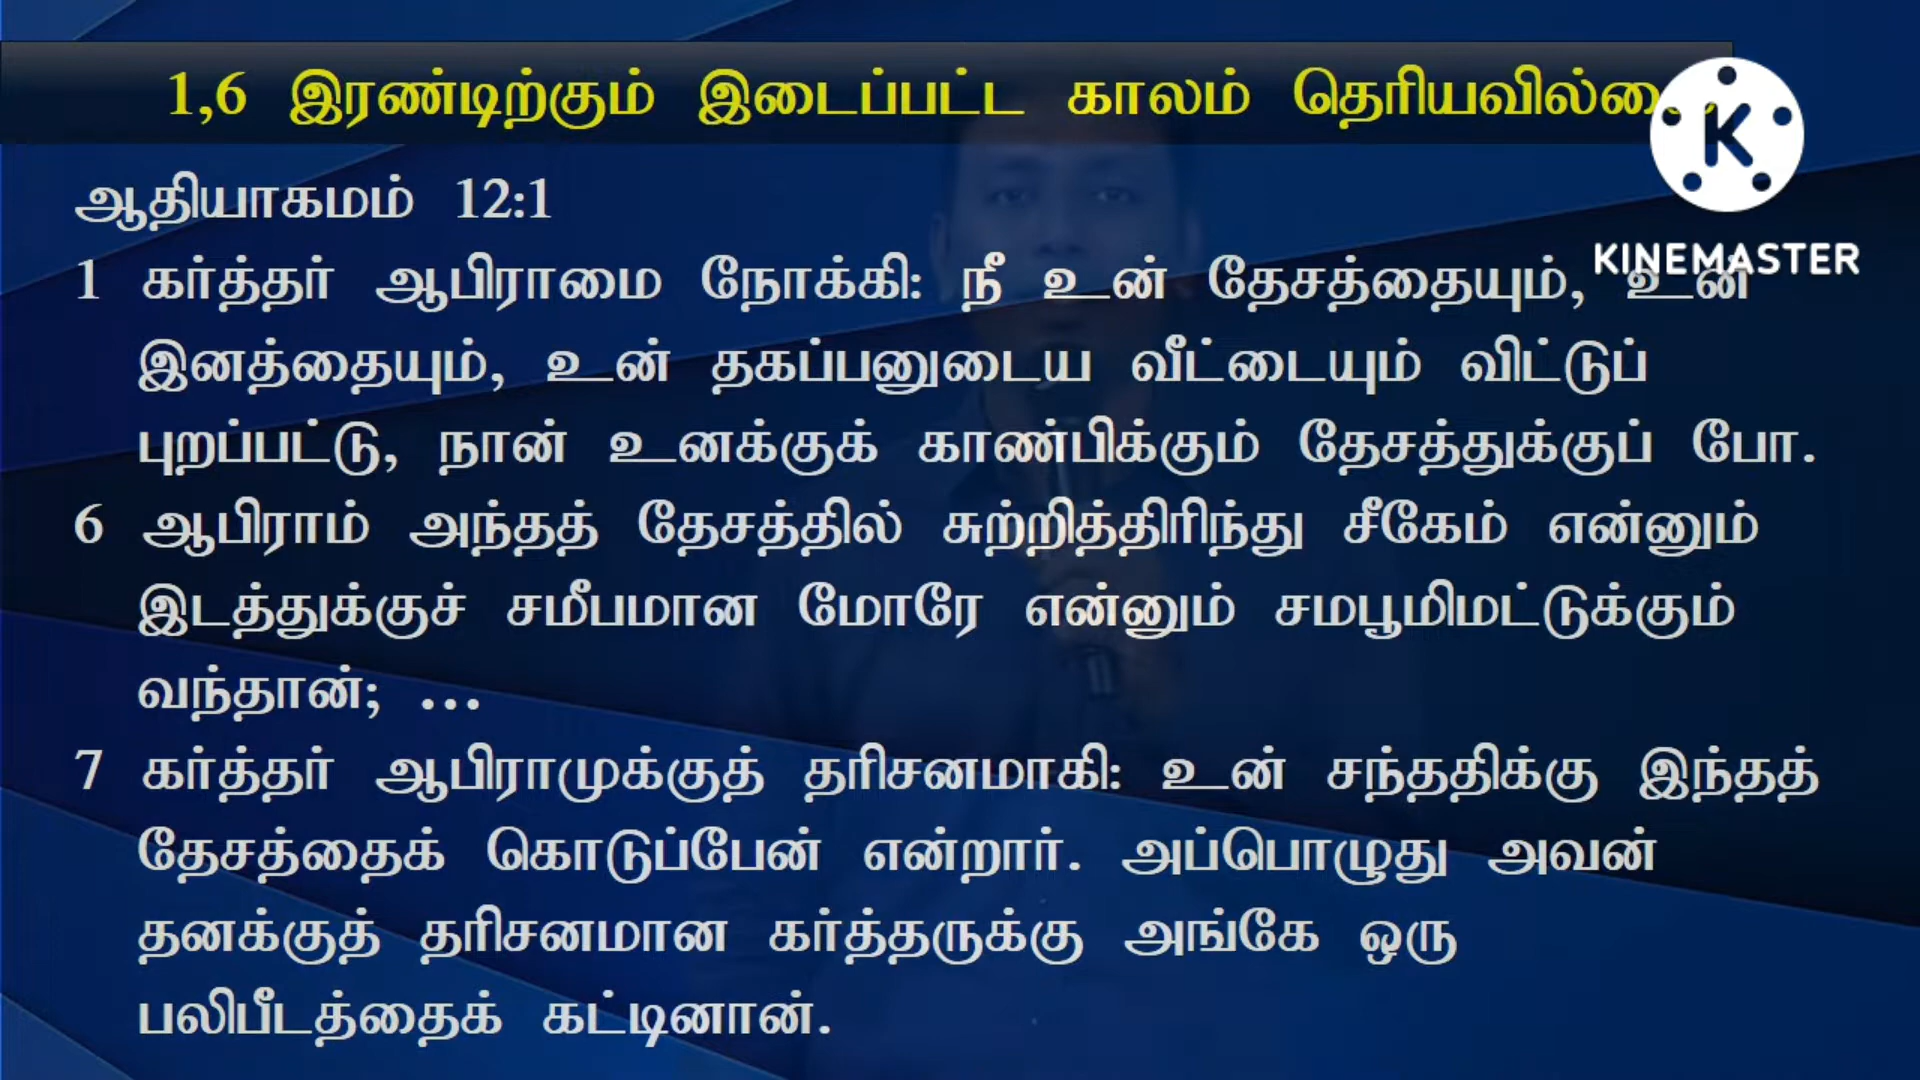 1,6 இரண்டிற்கும் இடைப்பட்ட காலம் தெரியவில்லை
ஆதியாகமம் 12:1
1 கர்த்தர் ஆபிராமை நோக்கி: நீ உன் தேசத்தையும், உன்
இனத்தையும், உன் தகப்பனுடைய வீட்டையும் விட்டுப்
புறப்பட்டு, நான் உனக்குக் காண்பிக்கும் தேசத்துக்குப் போ.
6 ஆபிராம் அந்தத் தேசத்தில் சுற்றித்திரிந்து சீகேம் என்னும்
இடத்துக்குச் சமீபமான மோரே என்னும் சமபூமிமட்டுக்கும்
வந்தான்; ...
7 கர்த்தர் ஆபிராமுக்குத் தரிசனமாகி: உன் சந்ததிக்கு இந்தத்
தேசத்தைக் கொடுப்பேன் என்றார். அப்பொழுது அவன்
தனக்குத் தரிசனமான கர்த்தருக்கு அங்கே ஒரு
பலிபீடத்தைக் கட்டினான்.
K
KINEMASTER